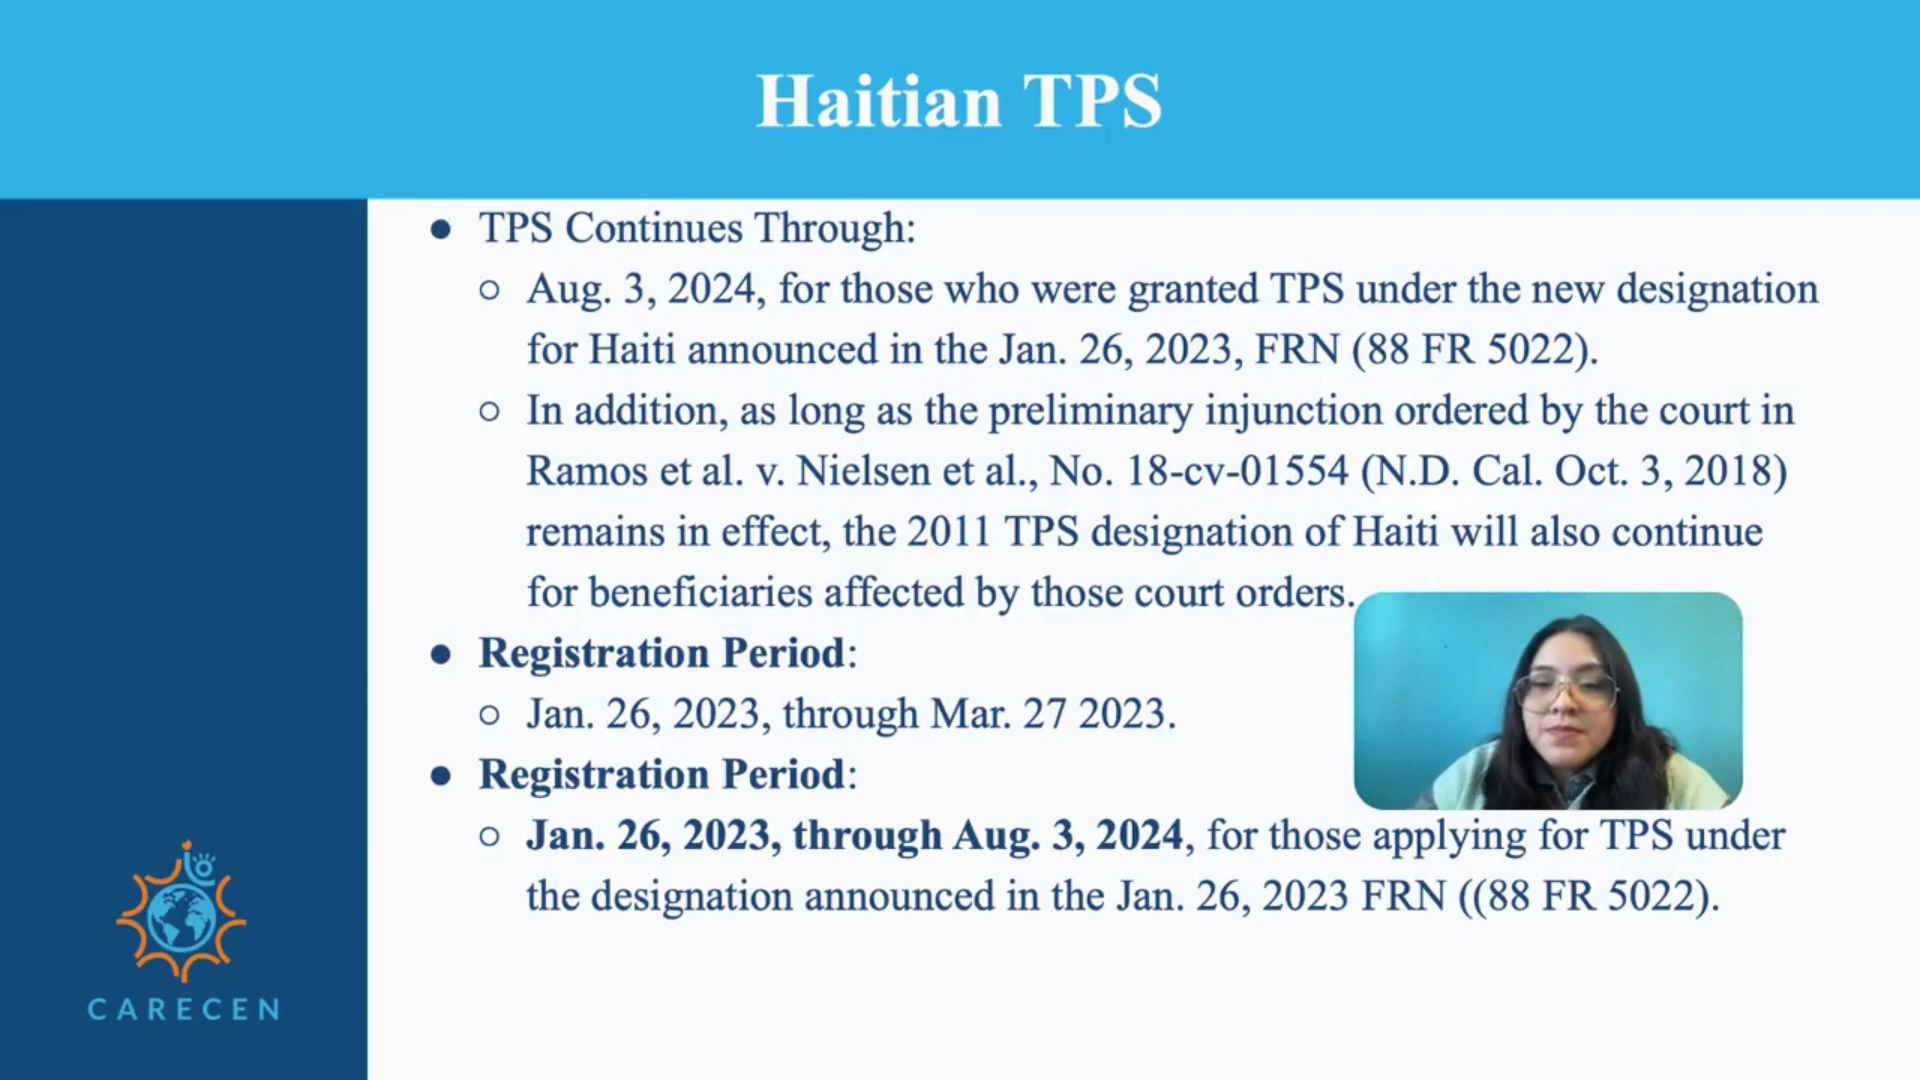 Haitian TPS
● TPS Continues Through:
○ Aug. 3, 2024, for those who were granted TPS under the new designation
for Haiti announced in the Jan. 26, 2023, FRN (88 FR 5022).
○ In addition, as long as the preliminary injunction ordered by the court in
Ramos et al. v. Nielsen et al., No. 18-cv-01554 (N.D. Cal. Oct. 3, 2018)
remains in effect, the 2011 TPS designation of Haiti will also continue
for beneficiaries affected by those court orders.
● Registration Period:
○ Jan. 26, 2023, through Mar. 27 2023.
● Registration Period:
○ Jan. 26, 2023, through Aug. 3, 2024, for those applying for TPS under
the designation announced in the Jan. 26, 2023 FRN ((88 FR 5022).
CARECEN